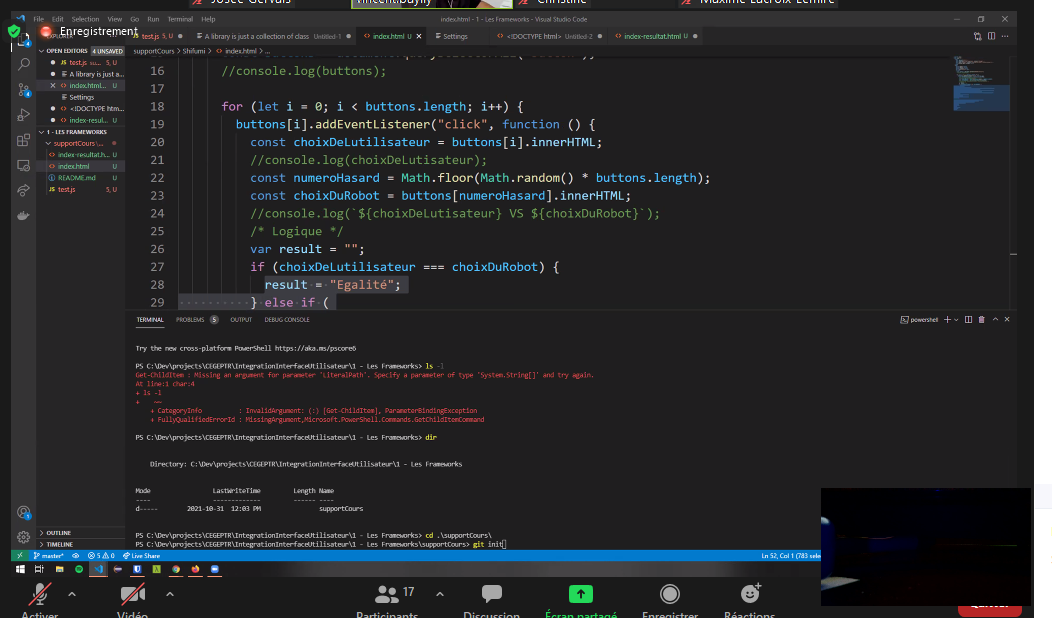 Josée Gervais
vincent.buylly
Christine
Maxime Lacroix-Lemire
File Edit Selection View Go Run Terminal Help
index.html - 1 - Les Frameworks - Visual Studio Code
Enregistrement
test.js 5, U
A library is just a collection of class Untitled-1
index.html U
Settings
<!DOCTYPE html> Untitled-2
index-resultat.html U
OPEN EDITORS 4 UNSAVED
supportCours > Shifumi > index.html > ...
test.js su... 5, U
A library is just a...
index.html... U
Settings
<!DOCTYPE htm...
index-resul... U
1 - LES FRAMEWORKS
supportCours\...
index-resultat.h... U
index.html U
README.md U
test.js 5, U
OUTLINE
TIMELINE
16 //console.log(buttons);
17
18 for (let i = 0; i < buttons.length; i++) {
19 buttons[i].addEventListener("click", function () {
20 const choixDeLutilisateur = buttons[i].innerHTML;
21 //console.log(choixDeLutisateur);
22 const numeroHasard = Math.floor(Math.random() * buttons.length);
23 const choixDuRobot = buttons[numeroHasard].innerHTML;
24 //console.log(`${choixDeLutisateur} VS ${choixDuRobot}`);
25 /* Logique */
26 var result = "";
27 if (choixDeLutilisateur === choixDuRobot) {
28 result = "Egalité";
29 } else if (
TERMINAL PROBLEMS 5 OUTPUT DEBUG CONSOLE
powershell
Try the new cross-platform PowerShell https://aka.ms/pscore6
PS C:\Dev\projects\CEGEPTR\IntegrationInterfaceUtilisateur\1 - Les Frameworks> ls -l
Get-ChildItem : Missing an argument for parameter 'LiteralPath'. Specify a parameter of type 'System.String[]' and try again.
At line:1 char:4
+ ls -l
+ ~~
+ CategoryInfo : InvalidArgument: (:) [Get-ChildItem], ParameterBindingException
+ FullyQualifiedErrorId : MissingArgument,Microsoft.PowerShell.Commands.GetChildItemCommand
PS C:\Dev\projects\CEGEPTR\IntegrationInterfaceUtilisateur\1 - Les Frameworks> dir
Directory: C:\Dev\projects\CEGEPTR\IntegrationInterfaceUtilisateur\1 - Les Frameworks
Mode LastWriteTime Length Name
---- ------------- ------ ----
d----- 2021-10-31 12:03 PM supportCours
PS C:\Dev\projects\CEGEPTR\IntegrationInterfaceUtilisateur\1 - Les Frameworks> cd .\supportCours\
PS C:\Dev\projects\CEGEPTR\IntegrationInterfaceUtilisateur\1 - Les Frameworks\supportCours> git init
master* 5 0 Live Share
Ln 52, Col 1 (783 sele
Activer
Vidéo
17
Participants
Discussion
Écran partagé
Enregistrer
Réactions
Quitter